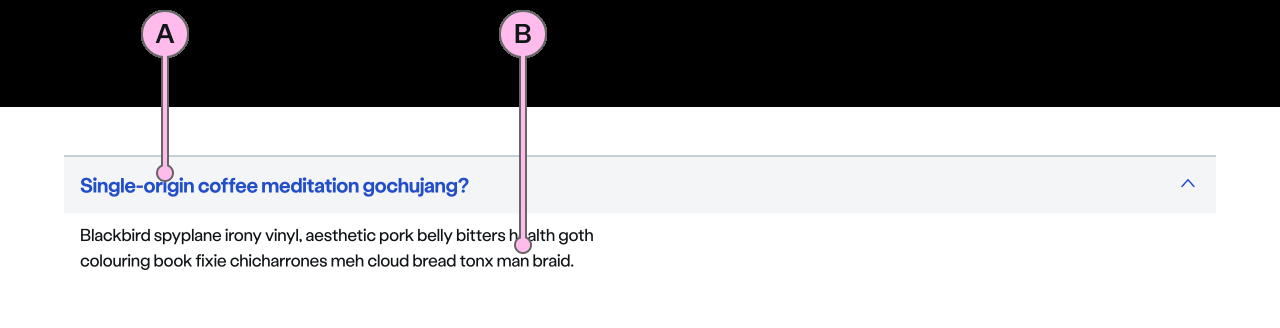 A B
Single-origin coffee meditation gochujang?
Blackbird spyplane irony vinyl, aesthetic pork belly bitters health goth
colouring book fixie chicharrones meh cloud bread tonx man braid.